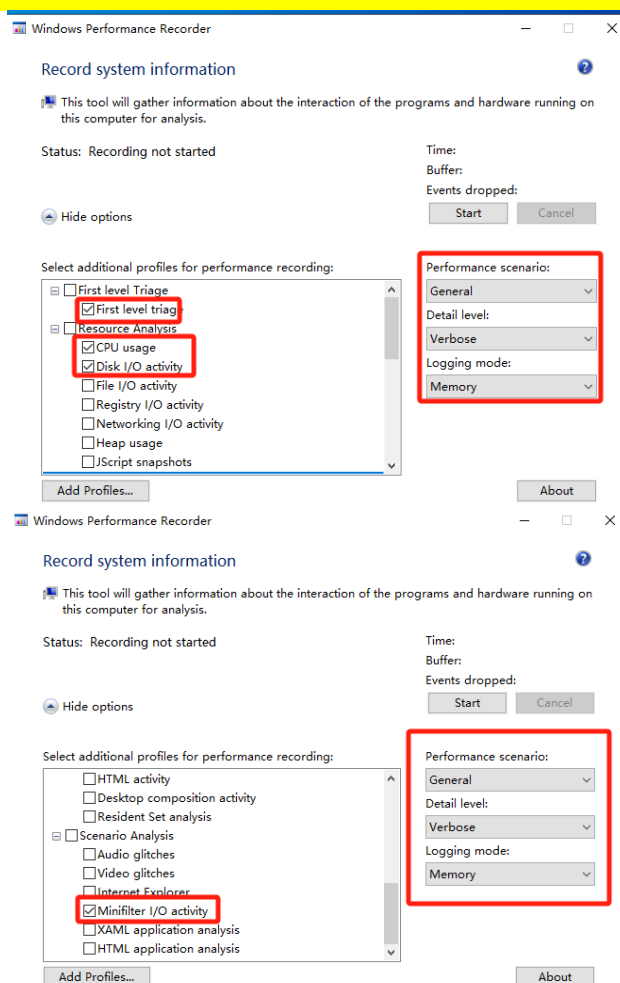 Windows Performance Recorder
Record system information
This tool will gather information about the interaction of the programs and hardware running on
this computer for analysis.
Status: Recording not started
Time:
Buffer:
Events dropped:
Hide options
Start
Cancel
Select additional profiles for performance recording:
First level Triage
First level triage
Resource Analysis
CPU usage
Disk I/O activity
File I/O activity
Registry I/O activity
Networking I/O activity
Heap usage
JScript snapshots
Performance scenario:
General
Detail level:
Verbose
Logging mode:
Memory
Add Profiles...
About
Windows Performance Recorder
Record system information
This tool will gather information about the interaction of the programs and hardware running on
this computer for analysis.
Status: Recording not started
Time:
Buffer:
Events dropped:
Hide options
Start
Cancel
Select additional profiles for performance recording:
HTML activity
Desktop composition activity
Resident Set analysis
Scenario Analysis
Audio glitches
Video glitches
Internet Explorer
Minifilter I/O activity
XAML application analysis
HTML application analysis
Performance scenario:
General
Detail level:
Verbose
Logging mode:
Memory
Add Profiles...
About